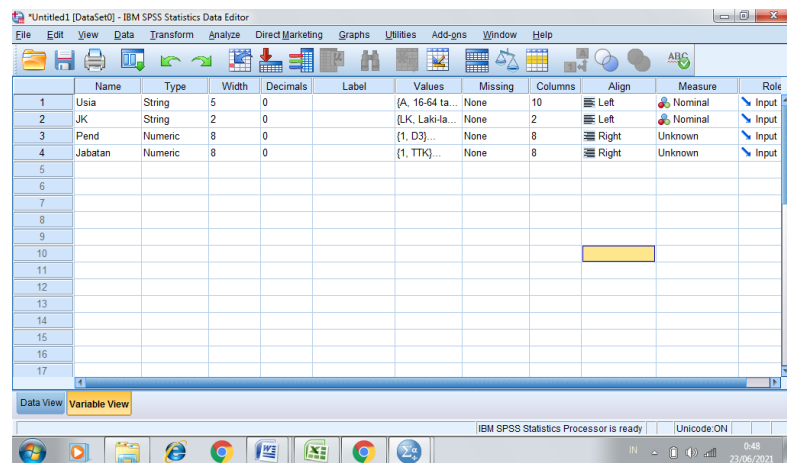 *Untitled1 [DataSet0] - IBM SPSS Statistics Data Editor
File Edit View Data Transform Analyze Direct Marketing Graphs Utilities Add-ons Window Help
Name Type Width Decimals Label Values Missing Columns Align Measure Role
1 Usia String 5 0 {A, 16-64 ta... None 10 Left Nominal Input
2 JK String 2 0 {LK, Laki-la... None 2 Left Nominal Input
3 Pend Numeric 8 0 {1, D3}... None 8 Right Unknown Input
4 Jabatan Numeric 8 0 {1, TTK}... None 8 Right Unknown Input
5
6
7
8
9
10
11
12
13
14
15
16
17
Data View Variable View
IBM SPSS Statistics Processor is ready Unicode:ON
IN 0:48
23/06/2021